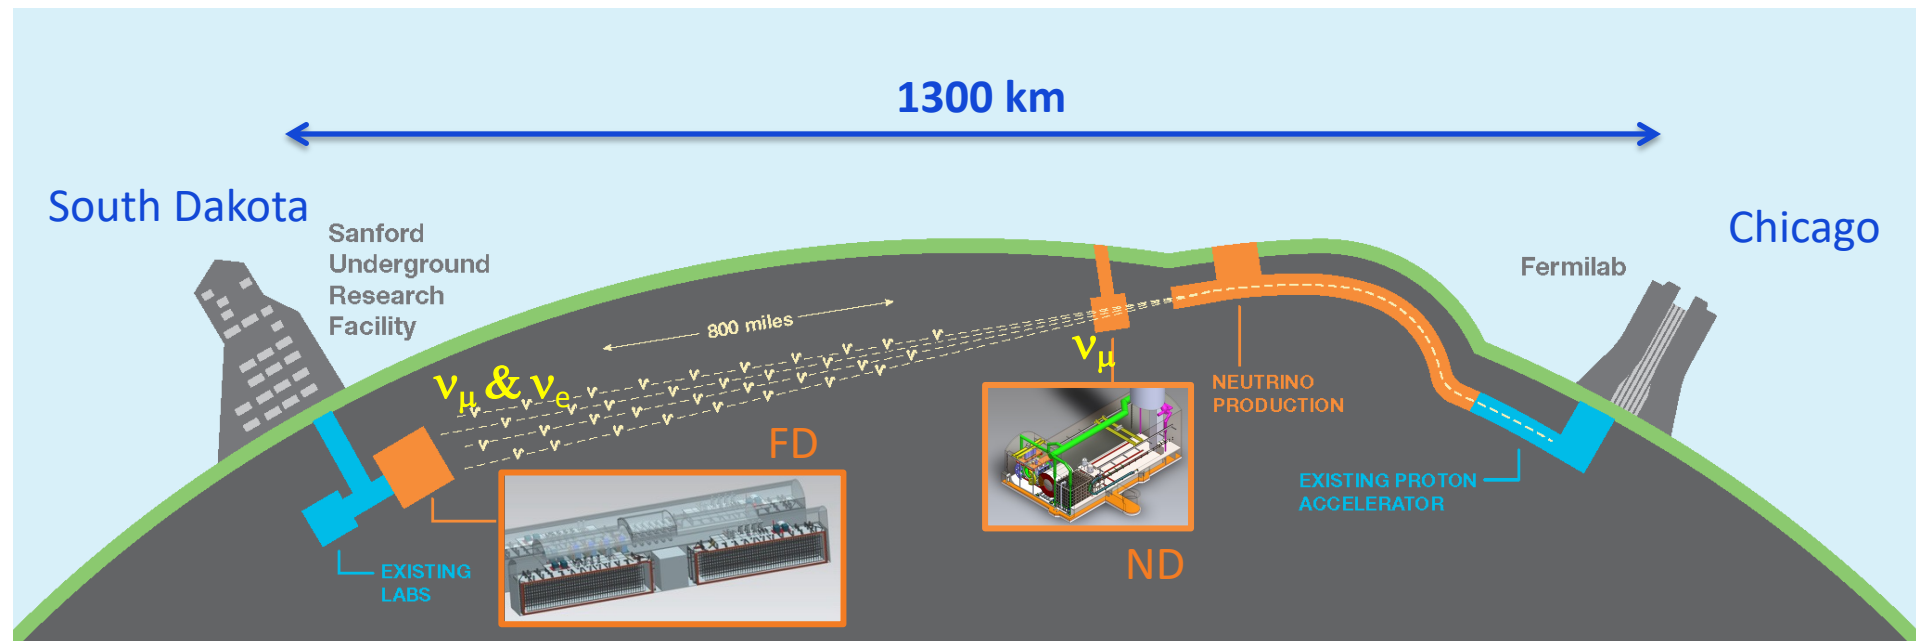 1300 km
South Dakota
Chicago
Sanford
Underground
Research
Facility
Fermilab
800 miles
νμ & νe
νμ
NEUTRINO
PRODUCTION
FD
EXISTING PROTON
ACCELERATOR
ND
EXISTING
LABS